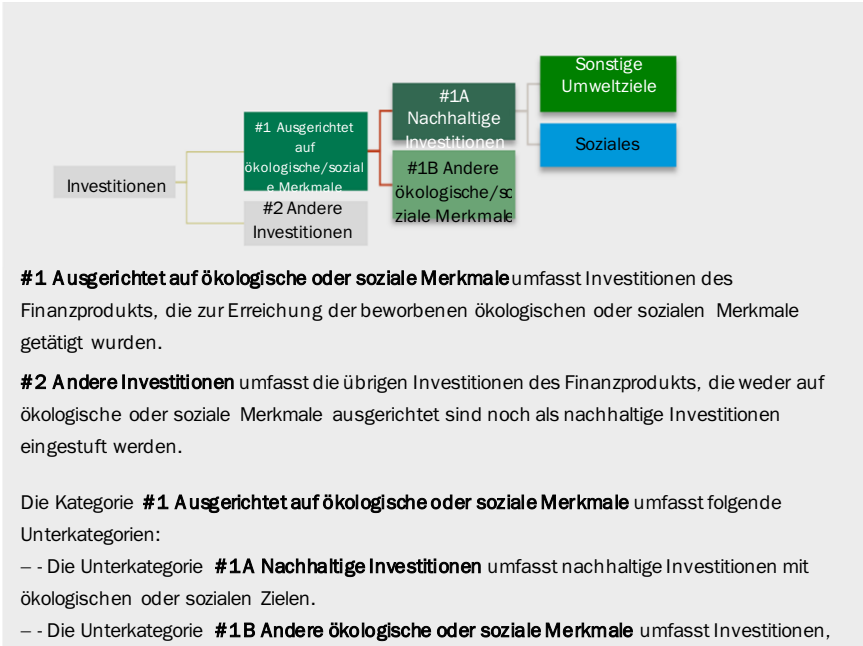 Investitionen
#1 Ausgerichtet
auf
ökologische/sozial
e Merkmale
#2 Andere
Investitionen
#1A
Nachhaltige
Investitionen
#1B Andere
ökologische/so
ziale Merkmale
Sonstige
Umweltziele
Soziales
#1 Ausgerichtet auf ökologische oder soziale Merkmale umfasst Investitionen des
Finanzprodukts, die zur Erreichung der beworbenen ökologischen oder sozialen Merkmale
getätigt wurden.
#2 Andere Investitionen umfasst die übrigen Investitionen des Finanzprodukts, die weder auf
ökologische oder soziale Merkmale ausgerichtet sind noch als nachhaltige Investitionen
eingestuft werden.
Die Kategorie #1 Ausgerichtet auf ökologische oder soziale Merkmale umfasst folgende
Unterkategorien:
– - Die Unterkategorie #1A Nachhaltige Investitionen umfasst nachhaltige Investitionen mit
ökologischen oder sozialen Zielen.
– - Die Unterkategorie #1B Andere ökologische oder soziale Merkmale umfasst Investitionen,